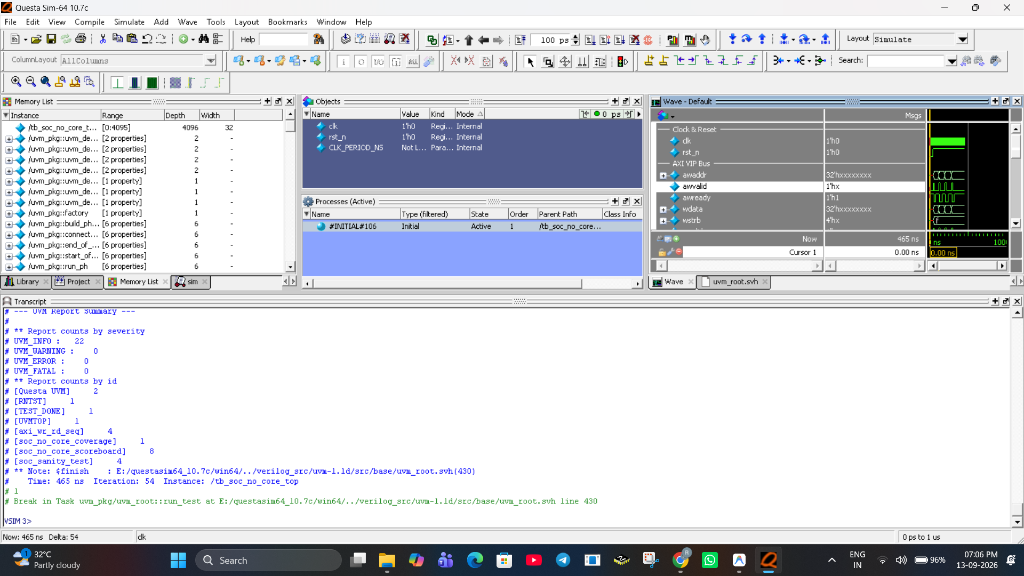 Questa Sim-64 10.7c
File Edit View Compile Simulate Add Wave Tools Layout Bookmarks Window Help
Help
100 ps
Layout Simulate
ColumnLayout AllColumns
Search:
Memory List
Instance Range Depth Width
/tb_soc_no_core_t... [0:4095] 4096 32
/uvm_pkg::uvm_de... [2 properties] 2 -
/uvm_pkg::uvm_de... [2 properties] 2 -
/uvm_pkg::uvm_de... [2 properties] 2 -
/uvm_pkg::uvm_de... [2 properties] 2 -
/uvm_pkg::uvm_de... [1 property] 1 -
/uvm_pkg::uvm_de... [1 property] 1 -
/uvm_pkg::uvm_de... [1 property] 1 -
/uvm_pkg::factory [1 property] 1 -
/uvm_pkg::build_ph... [6 properties] 6 -
/uvm_pkg::connect... [6 properties] 6 -
/uvm_pkg::end_of_... [6 properties] 6 -
/uvm_pkg::start_of... [6 properties] 6 -
/uvm_pkg::run_ph [6 properties] 6 -
Library Project Memory List sim
Objects
Name Value Kind Mode 0 ps
clk 1'h0 Regi... Internal
rst_n 1'h0 Regi... Internal
CLK_PERIOD_NS Not L... Para... Internal
Processes (Active)
Name Type (filtered) State Order Parent Path Class Info
#INITIAL#106 Initial Active 1 /tb_soc_no_core...
Wave - Default
Msgs
Clock & Reset
clk 1'h0
rst_n 1'h0
AXI VIP Bus
awaddr 32'hxxxxxxxx
awvalid 1'hx
awready 1'h1
wdata 32'hxxxxxxxx
wstrb 4'hx
Now 465 ns
ns 100
Cursor 1 0.00 ns
0.00 ns
Wave uvm_root.svh
Transcript
# --- UVM Report Summary ---
#
# ** Report counts by severity
# UVM_INFO : 22
# UVM_WARNING : 0
# UVM_ERROR : 0
# UVM_FATAL : 0
# ** Report counts by id
# [Questa UVM] 2
# [RNTST] 1
# [TEST_DONE] 1
# [UVMTOP] 1
# [axi_wr_rd_seq] 4
# [soc_no_core_coverage] 1
# [soc_no_core_scoreboard] 8
# [soc_sanity_test] 4
# ** Note: $finish : E:/questasim64_10.7c/win64/../verilog_src/uvm-1.1d/src/base/uvm_root.svh(430)
# Time: 465 ns Iteration: 54 Instance: /tb_soc_no_core_top
# 1
# Break in Task uvm_pkg/uvm_root::run_test at E:/questasim64_10.7c/win64/../verilog_src/uvm-1.1d/src/base/uvm_root.svh line 430
VSIM 3>
Now: 465 ns Delta: 54 clk 0 ps to 1 us
32°C
Partly cloudy
Search
ENG
IN
96%
07:06 PM
13-09-2026